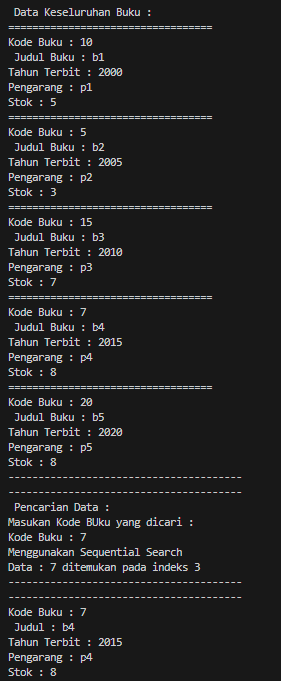 Data Keseluruhan Buku :
==================================
Kode Buku : 10
Judul Buku : b1
Tahun Terbit : 2000
Pengarang : p1
Stok : 5
==================================
Kode Buku : 5
Judul Buku : b2
Tahun Terbit : 2005
Pengarang : p2
Stok : 3
==================================
Kode Buku : 15
Judul Buku : b3
Tahun Terbit : 2010
Pengarang : p3
Stok : 7
==================================
Kode Buku : 7
Judul Buku : b4
Tahun Terbit : 2015
Pengarang : p4
Stok : 8
==================================
Kode Buku : 20
Judul Buku : b5
Tahun Terbit : 2020
Pengarang : p5
Stok : 8
---------------------------------------
---------------------------------------
Pencarian Data :
Masukan Kode BUku yang dicari :
Kode Buku : 7
Menggunakan Sequential Search
Data : 7 ditemukan pada indeks 3
---------------------------------------
---------------------------------------
Kode Buku : 7
Judul : b4
Tahun Terbit : 2015
Pengarang : p4
Stok : 8